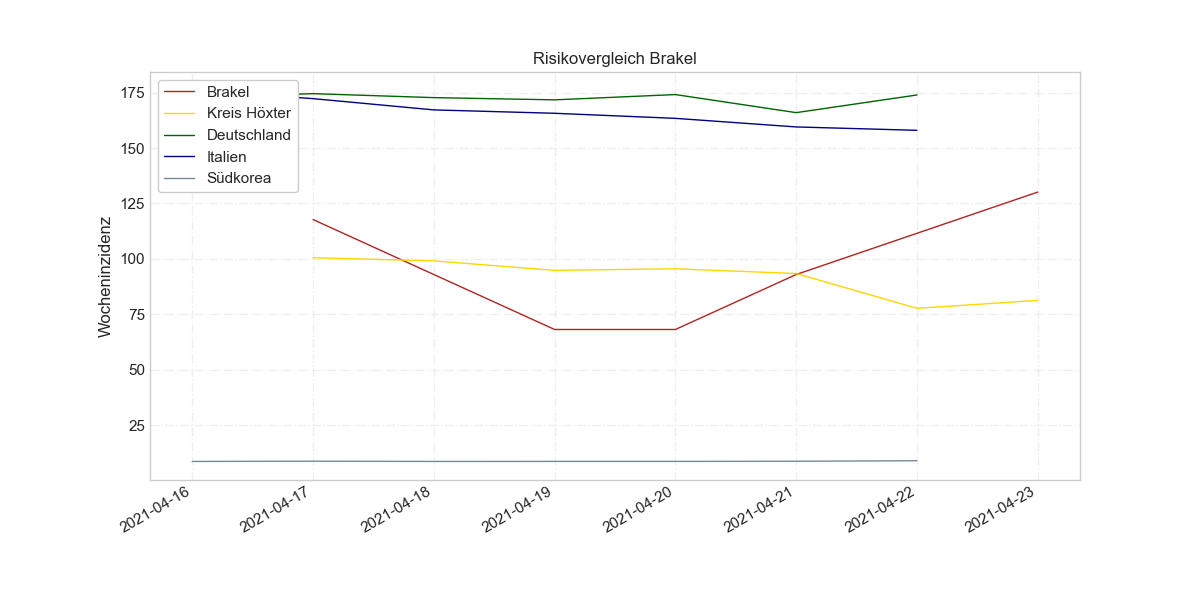 Risikovergleich Brakel
Brakel
Kreis Höxter
Deutschland
Italien
Südkorea
Wocheninzidenz
175
150
125
100
75
50
25
2021-04-16
2021-04-17
2021-04-18
2021-04-19
2021-04-20
2021-04-21
2021-04-22
2021-04-23